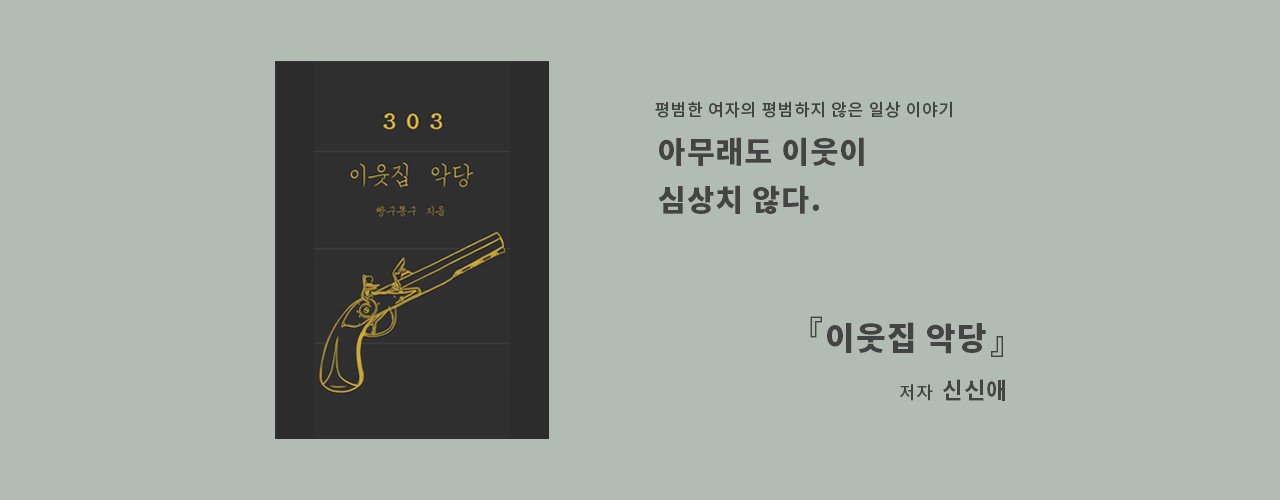 303
이웃집 악당
빵구똥구 지음
평범한 여자의 평범하지 않은 일상 이야기
아무래도 이웃이
심상치 않다.
『이웃집 악당』
저자 신신애